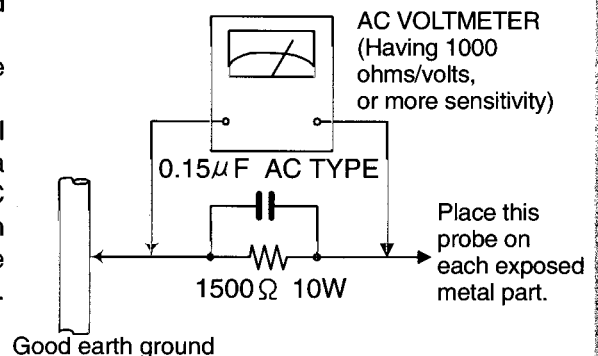 AC VOLTMETER
(Having 1000
ohms/volts,
or more sensitivity)
0.15μF AC TYPE
1500Ω 10W
Place this
probe on
each exposed
metal part.
Good earth ground